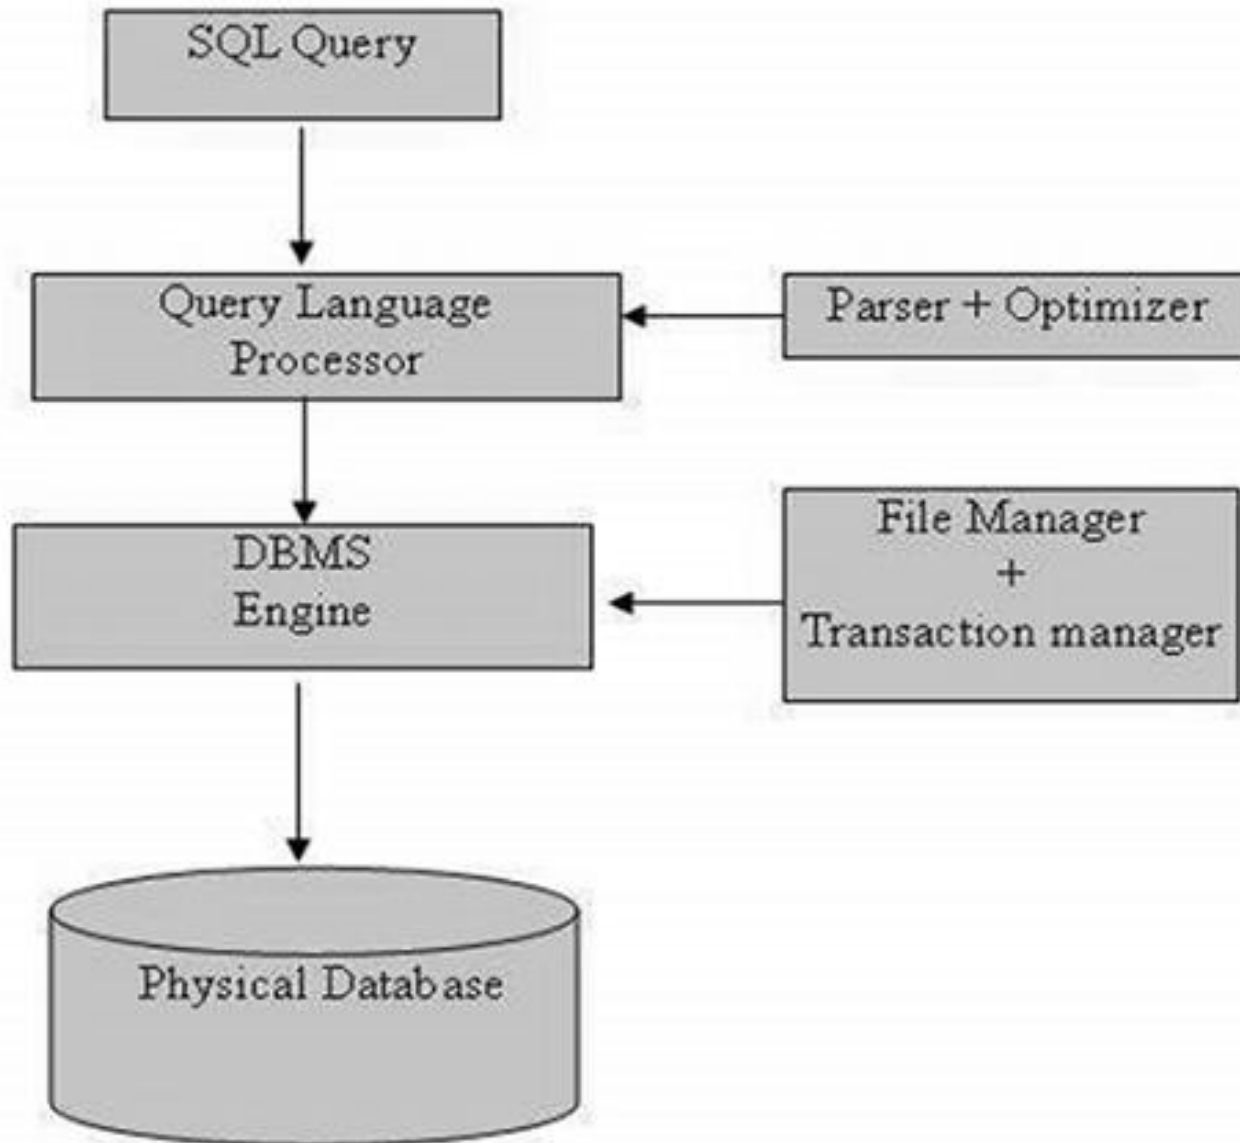 SQL Query
Query Language
Processor
Parser + Optimizer
DBMS
Engine
File Manager
+
Transaction manager
Physical Database